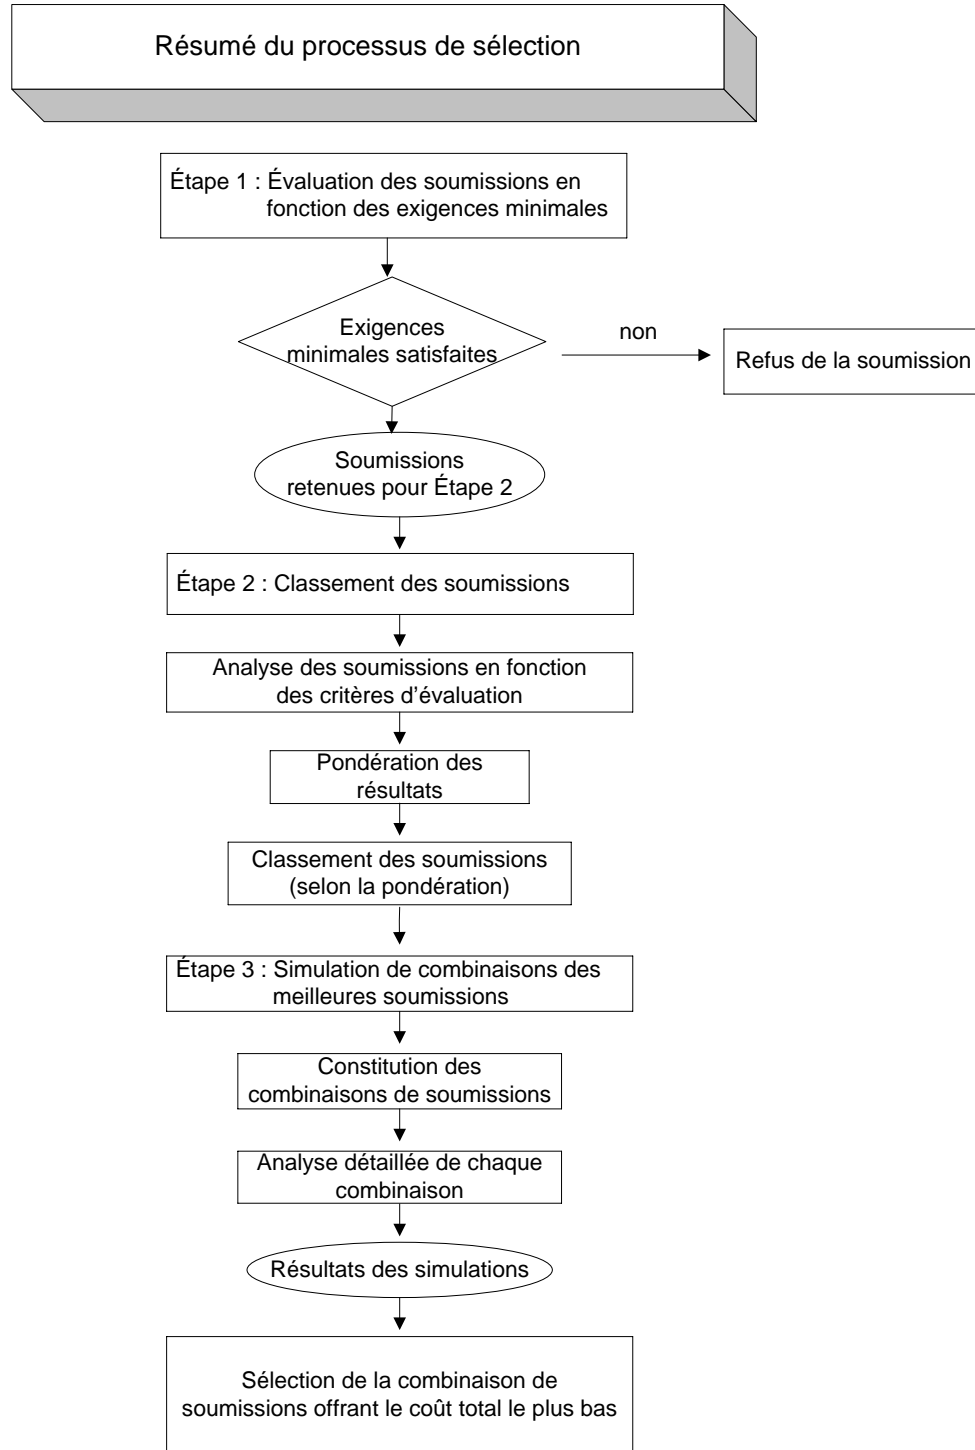 Résumé du processus de sélection
Étape 1 : Évaluation des soumissions en
fonction des exigences minimales
Exigences
minimales satisfaites
non
Refus de la soumission
Soumissions
retenues pour Étape 2
Étape 2 : Classement des soumissions
Analyse des soumissions en fonction
des critères d’évaluation
Pondération des
résultats
Classement des soumissions
(selon la pondération)
Étape 3 : Simulation de combinaisons des
meilleures soumissions
Constitution des
combinaisons de soumissions
Analyse détaillée de chaque
combinaison
Résultats des simulations
Sélection de la combinaison de
soumissions offrant le coût total le plus bas